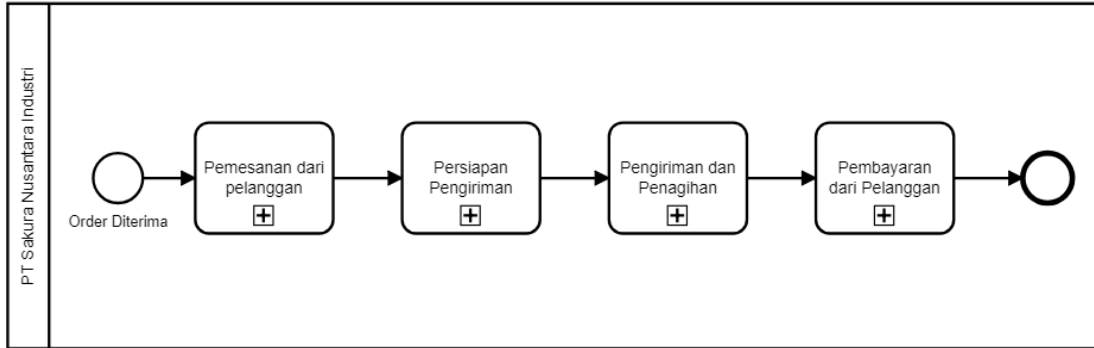 PT Sakura Nusantara Industri
Order Diterima
Pemesanan dari
pelanggan
Persiapan
Pengiriman
Pengiriman dan
Penagihan
Pembayaran
dari Pelanggan